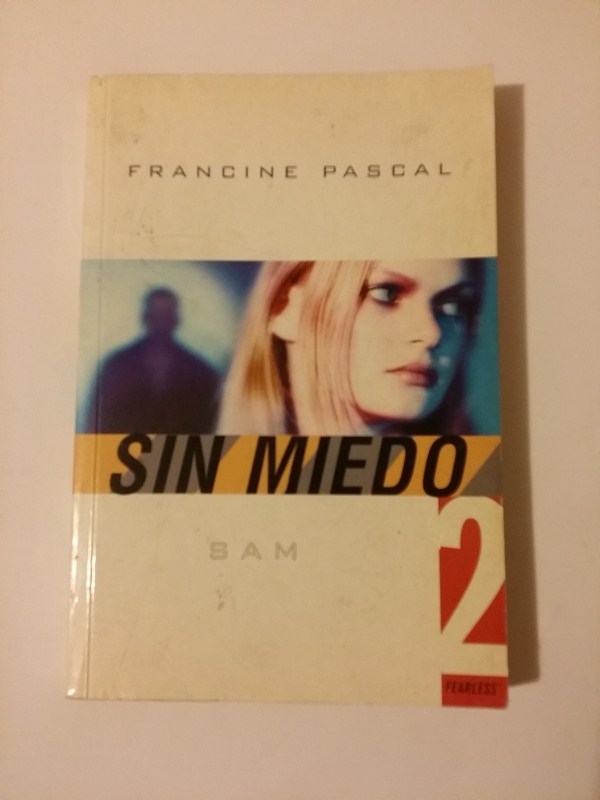 FRANCINE PASCAL
SIN MIEDO
SAM
2
FEARLESS